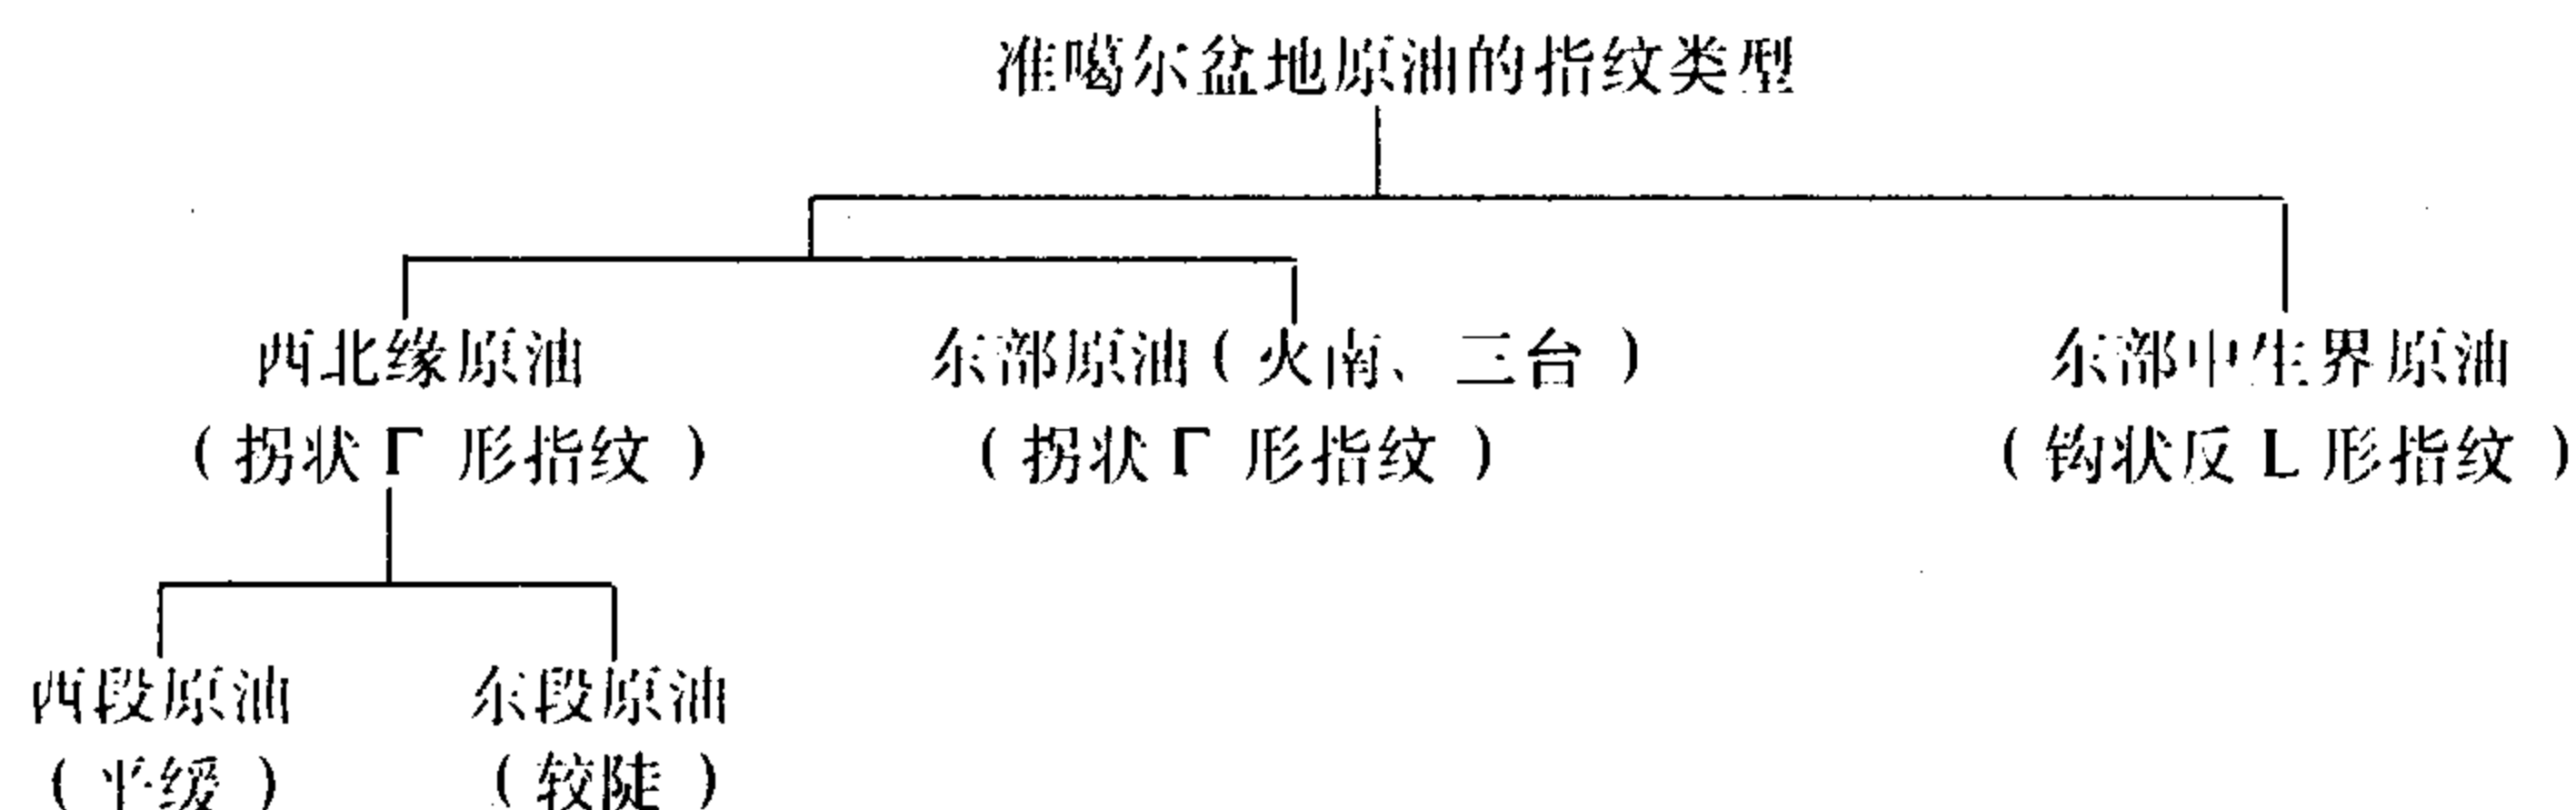 准噶尔盆地原油的指纹类型
西北缘原油
(拐状Γ 形指纹)
东部原油(火南、三台)
(拐状Γ 形指纹)
东部中生界原油
(钩状反 L 形指纹)
西段原油
(平缓)
东段原油
(较陡)